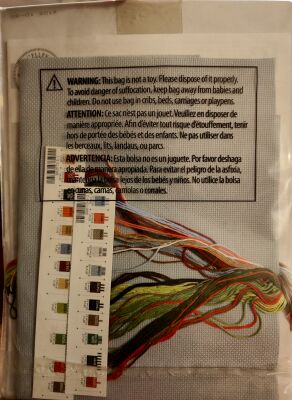 WARNING: This bag is not a toy. Please dispose of it properly.
To avoid danger of suffocation, keep bag away from babies and
children. Do not use bag in cribs, beds, carriages or playpens.
ATTENTION: Ce sac n'est pas un jouet. Veuillez en disposer de
manière appropriée. Afin d'éviter tout risque d'étouffement, tenir
hors de portée des bébés et des enfants. Ne pas utiliser dans
les berceaux, lits, landaus, ou parcs.
ADVERTENCIA: Esta bolsa no es un juguete. Por favor deshaga
de ella de manera apropiada. Para evitar el peligro de la asfixia,
mantenga la bolsa lejos de los bebés y niños. No utilice la bolsa
en cunas, camas, carriolas o corrales.